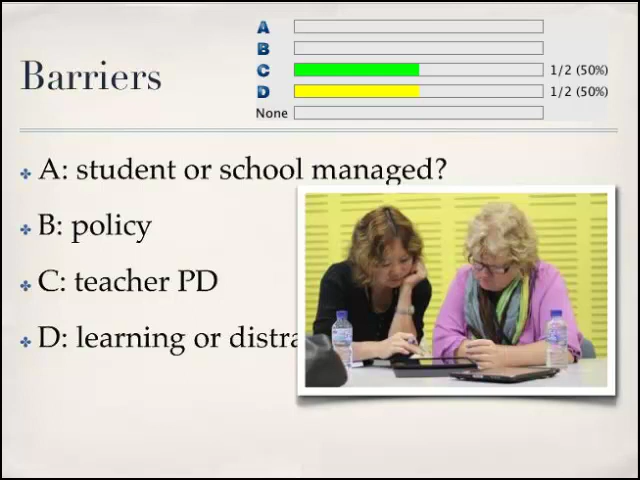 Barriers
A
B
C 1/2 (50%)
D 1/2 (50%)
None
A: student or school managed?
B: policy
C: teacher PD
D: learning or distra